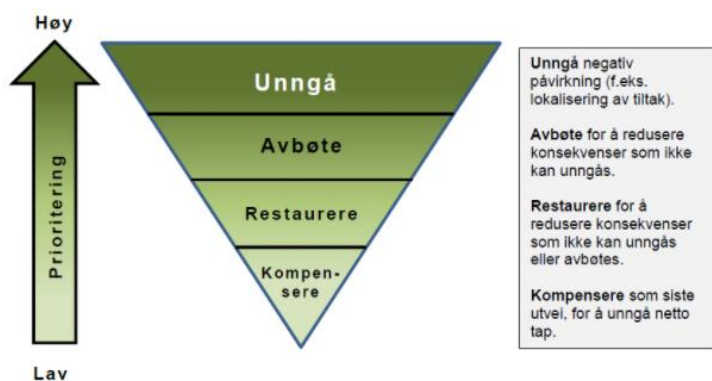 Høy
Prioritering
Lav
Unngå
Avbøte
Restaurere
Kompen-
sere
Unngå negativ
påvirkning (f.eks.
lokalisering av tiltak).
Avbøte for å redusere
konsekvenser som ikke
kan unngås.
Restaurere for å
redusere konsekvenser
som ikke kan unngås
eller avbøtes.
Kompensere som siste
utvei, for å unngå netto
tap.